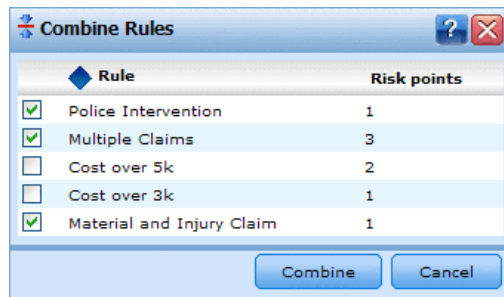 Combine Rules ?
Rule Risk points
Police Intervention 1
Multiple Claims 3
Cost over 5k 2
Cost over 3k 1
Material and Injury Claim 1
Combine Cancel